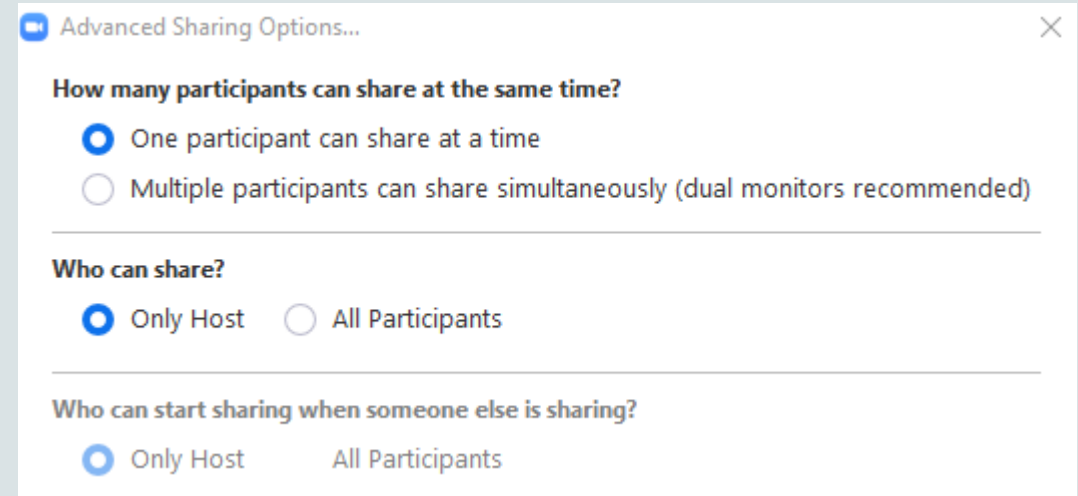 Advanced Sharing Options...
How many participants can share at the same time?
One participant can share at a time
Multiple participants can share simultaneously (dual monitors recommended)
Who can share?
Only Host All Participants
Who can start sharing when someone else is sharing?
Only Host All Participants